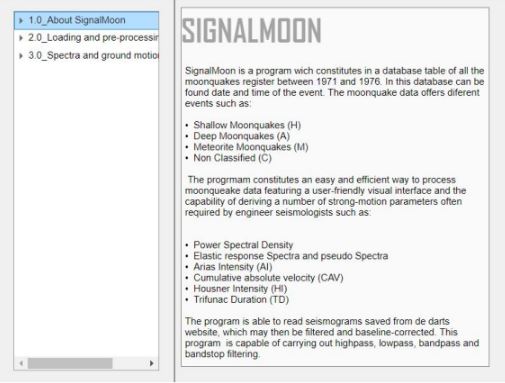 1.0_About SignalMoon
2.0_Loading and pre-processin
3.0_Spectra and ground motion
SIGNALMOON
SignalMoon is a program wich constitutes in a database table of all the
moonquakes register between 1971 and 1976. In this database can be
found date and time of the event. The moonquake data offers diferent
events such as:
• Shallow Moonquakes (H)
• Deep Moonquakes (A)
• Meteorite Moonquakes (M)
• Non Classified (C)
The progrmam constitutes an easy and efficient way to process
moonqueake data featuring a user-friendly visual interface and the
capability of deriving a number of strong-motion parameters often
required by engineer seismologists such as:
• Power Spectral Density
• Elastic response Spectra and pseudo Spectra
• Arias Intensity (AI)
• Cumulative absolute velocity (CAV)
• Housner Intensity (HI)
• Trifunac Duration (TD)
The program is able to read seismograms saved from de darts
website, which may then be filtered and baseline-corrected. This
program is capable of carrying out highpass, lowpass, bandpass and
bandstop filtering.